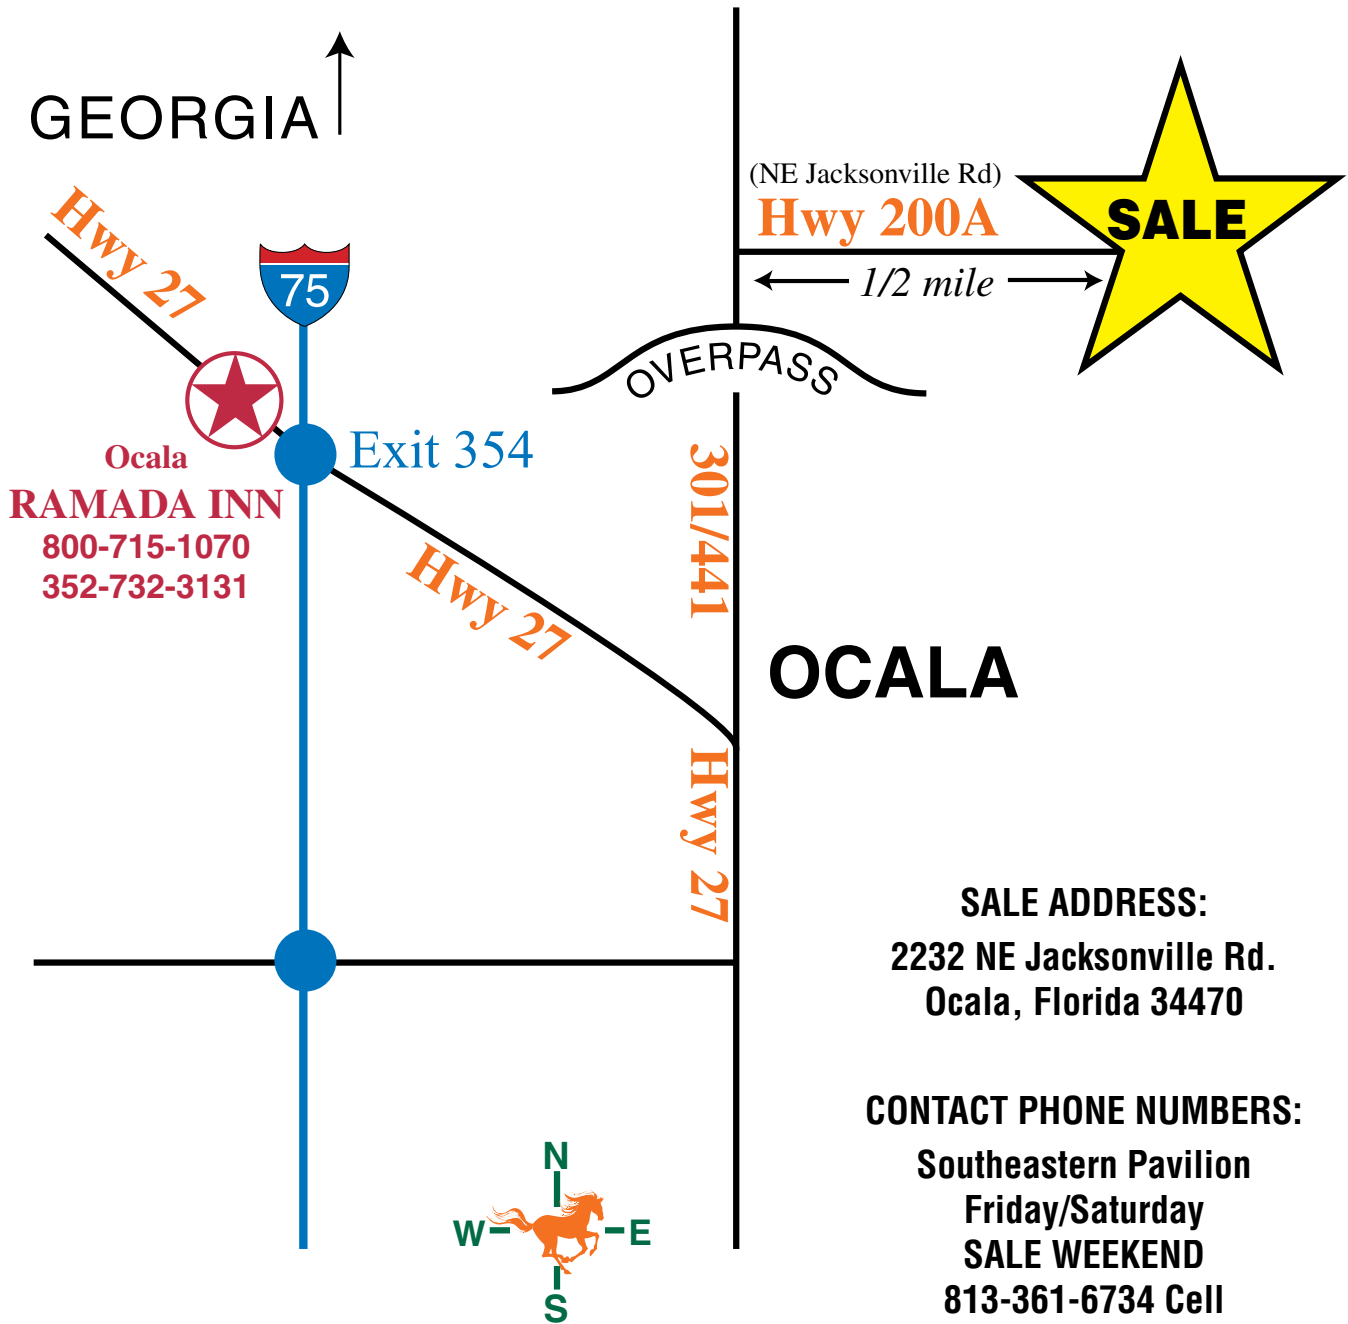 GEORGIA
(NE Jacksonville Rd)
Hwy 200A
SALE
1/2 mile
Hwy 27
75
OVERPASS
Exit 354
Ocala
RAMADA INN
800-715-1070
352-732-3131
301/441
Hwy 27
OCALA
Hwy 27
SALE ADDRESS:
2232 NE Jacksonville Rd.
Ocala, Florida 34470
CONTACT PHONE NUMBERS:
Southeastern Pavilion
Friday/Saturday
SALE WEEKEND
813-361-6734 Cell
N
W
E
S